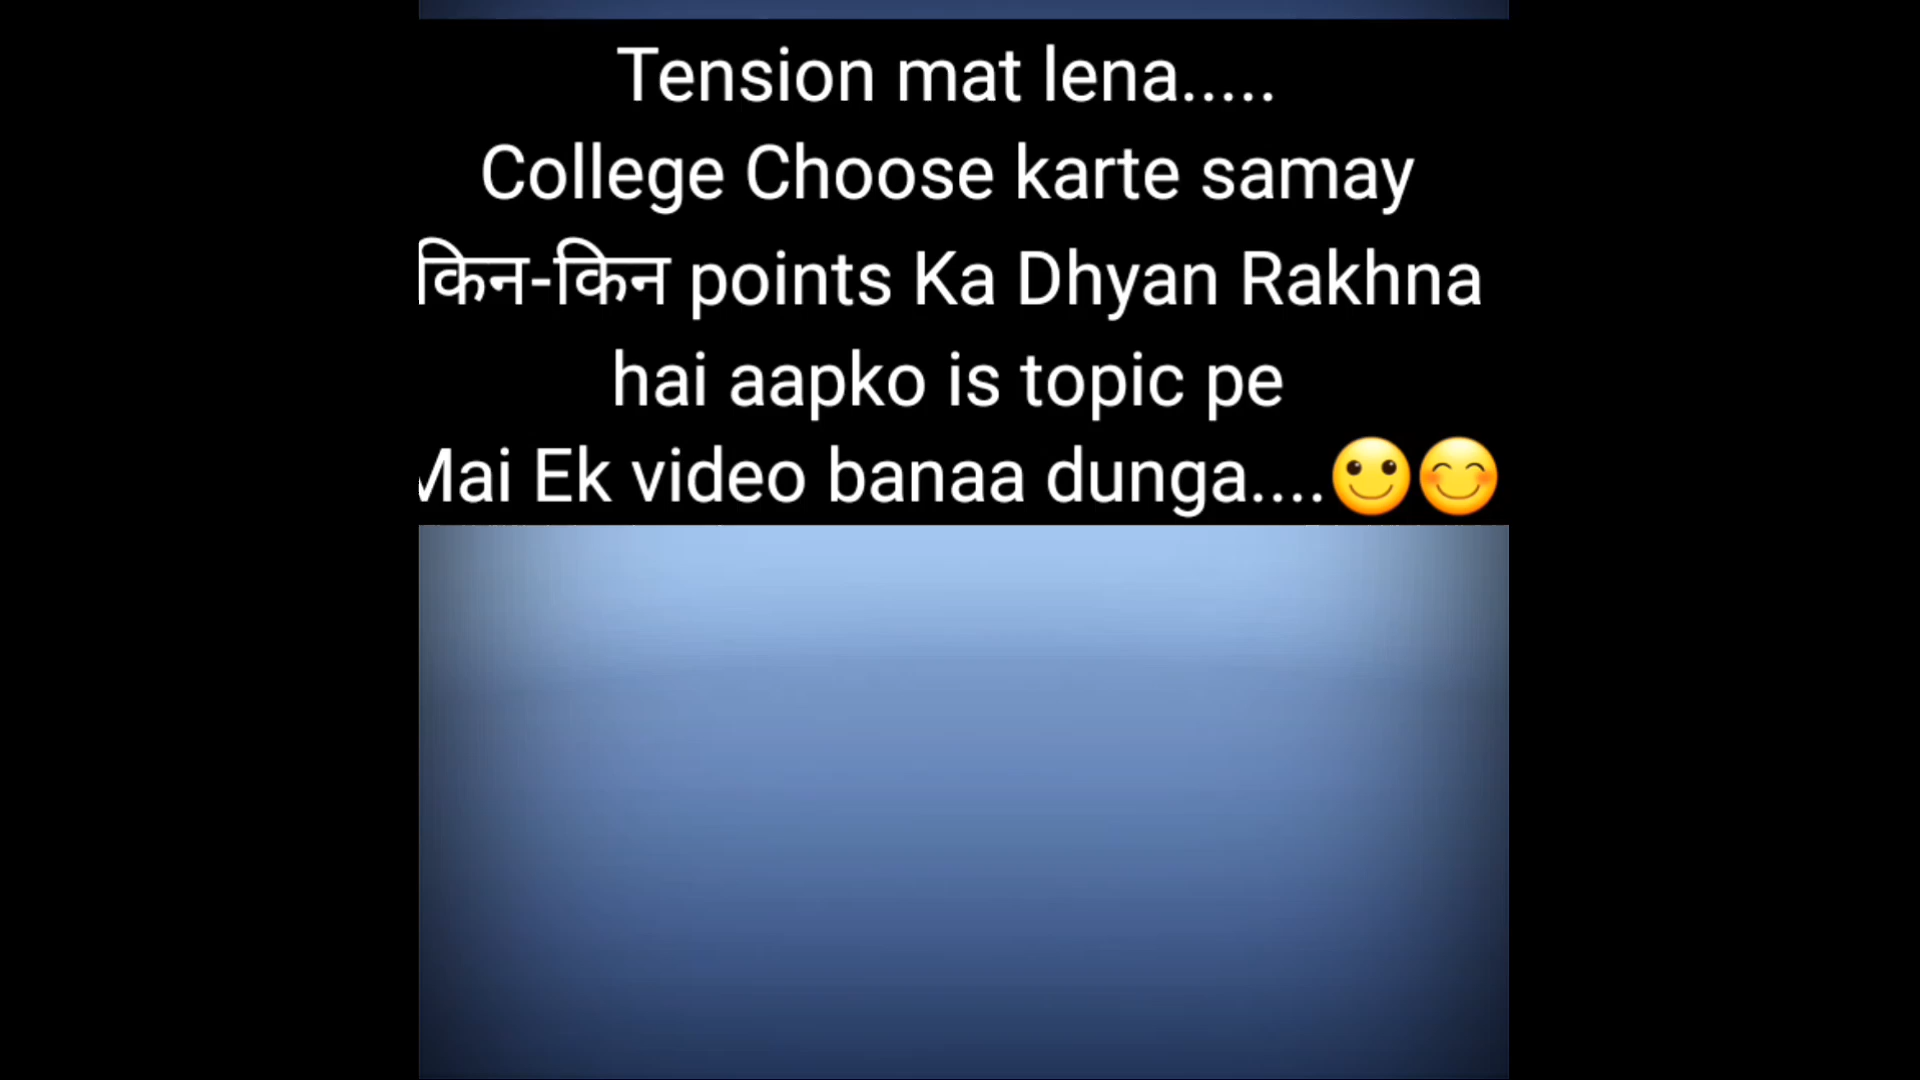 Tension mat lena.....
College Choose karte samay
किन-किन points Ka Dhyan Rakhna
hai aapko is topic pe
Mai Ek video banaa dunga....🙂😊